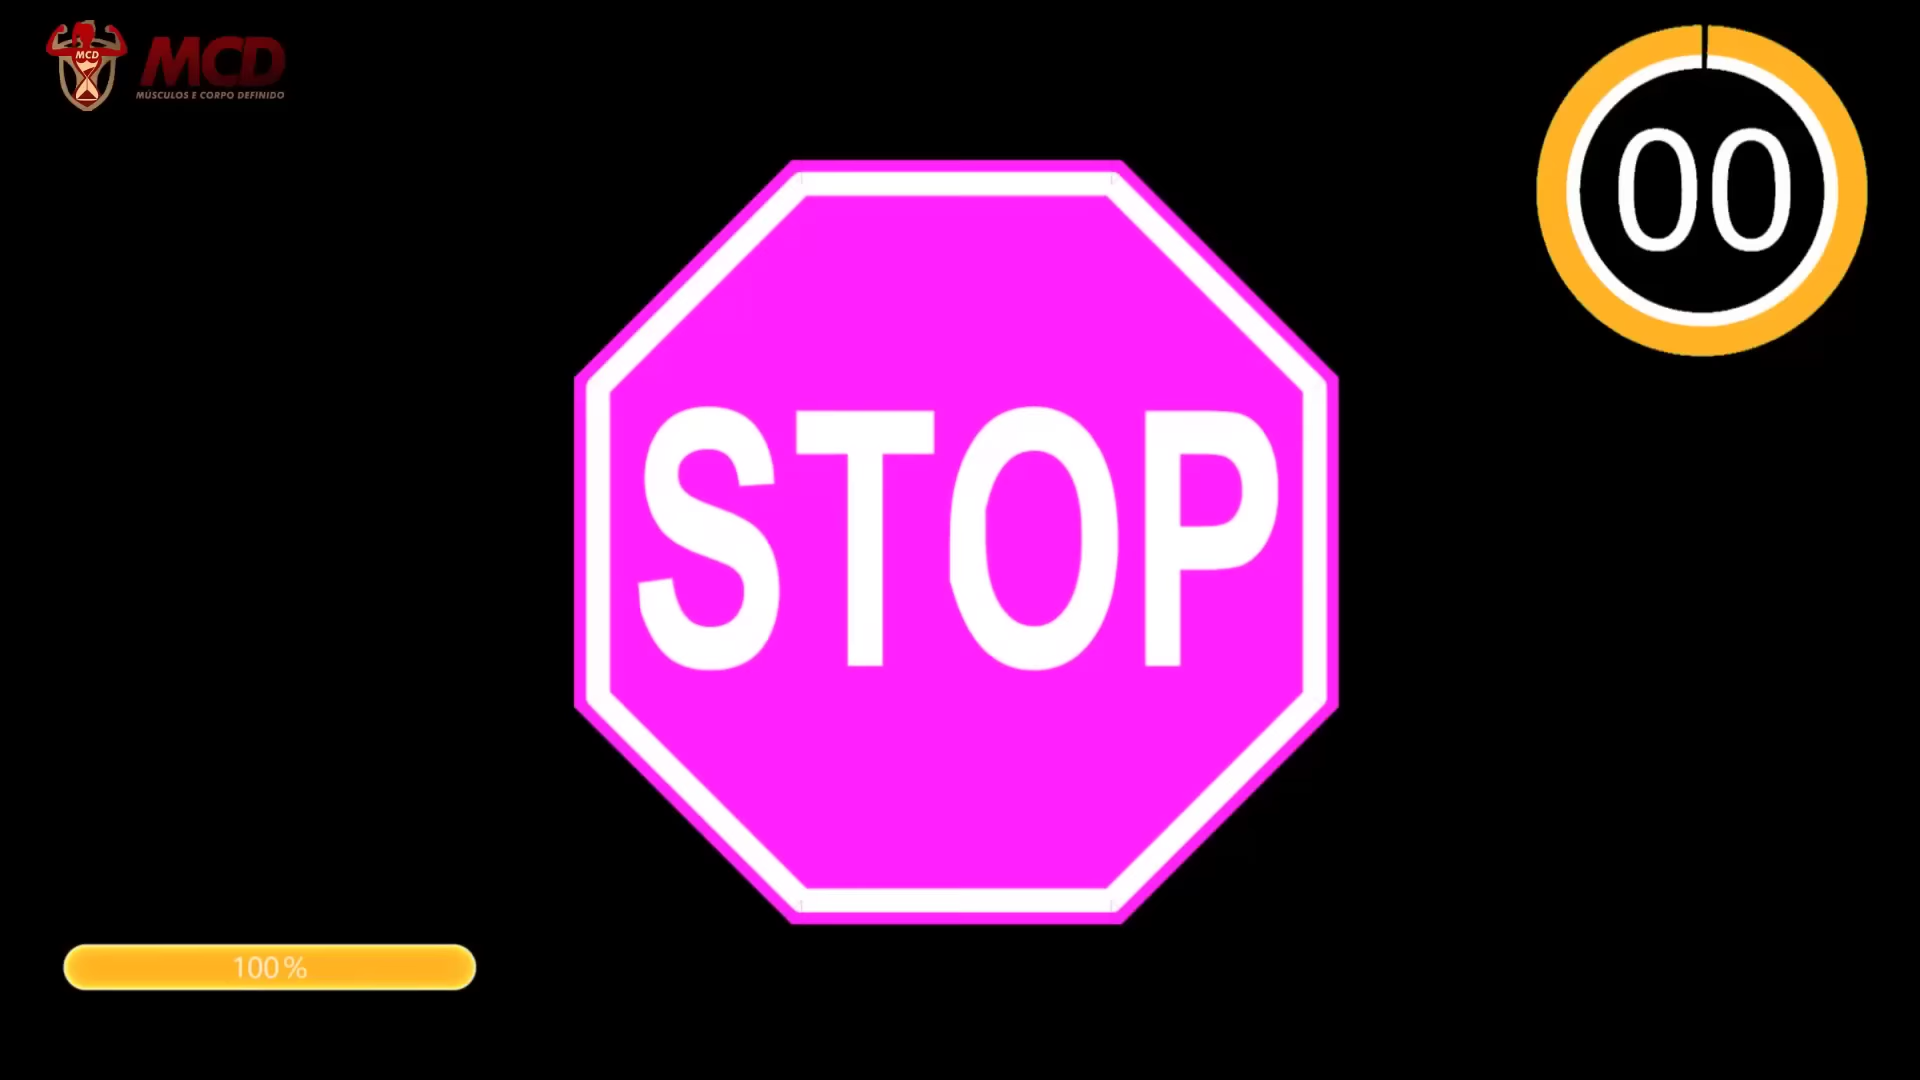 MCD
MCD
MÚSCULOS E CORPO DEFINIDO
00
STOP
100%